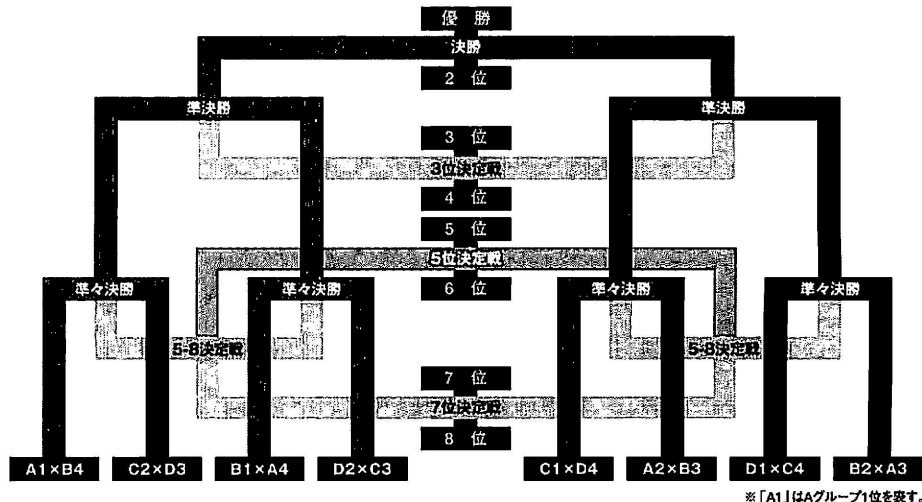 優 勝
決勝
2 位
準決勝 準決勝
3 位
3位決定戦
4 位
5 位
5位決定戦
6 位
準々決勝 準々決勝 準々決勝 準々決勝
5-8決定戦 5-8決定戦
7 位
7位決定戦
8 位
A1×B4 C2×D3 B1×A4 D2×C3 C1×D4 A2×B3 D1×C4 B2×A3
※「A1」はAグループ1位を表す。